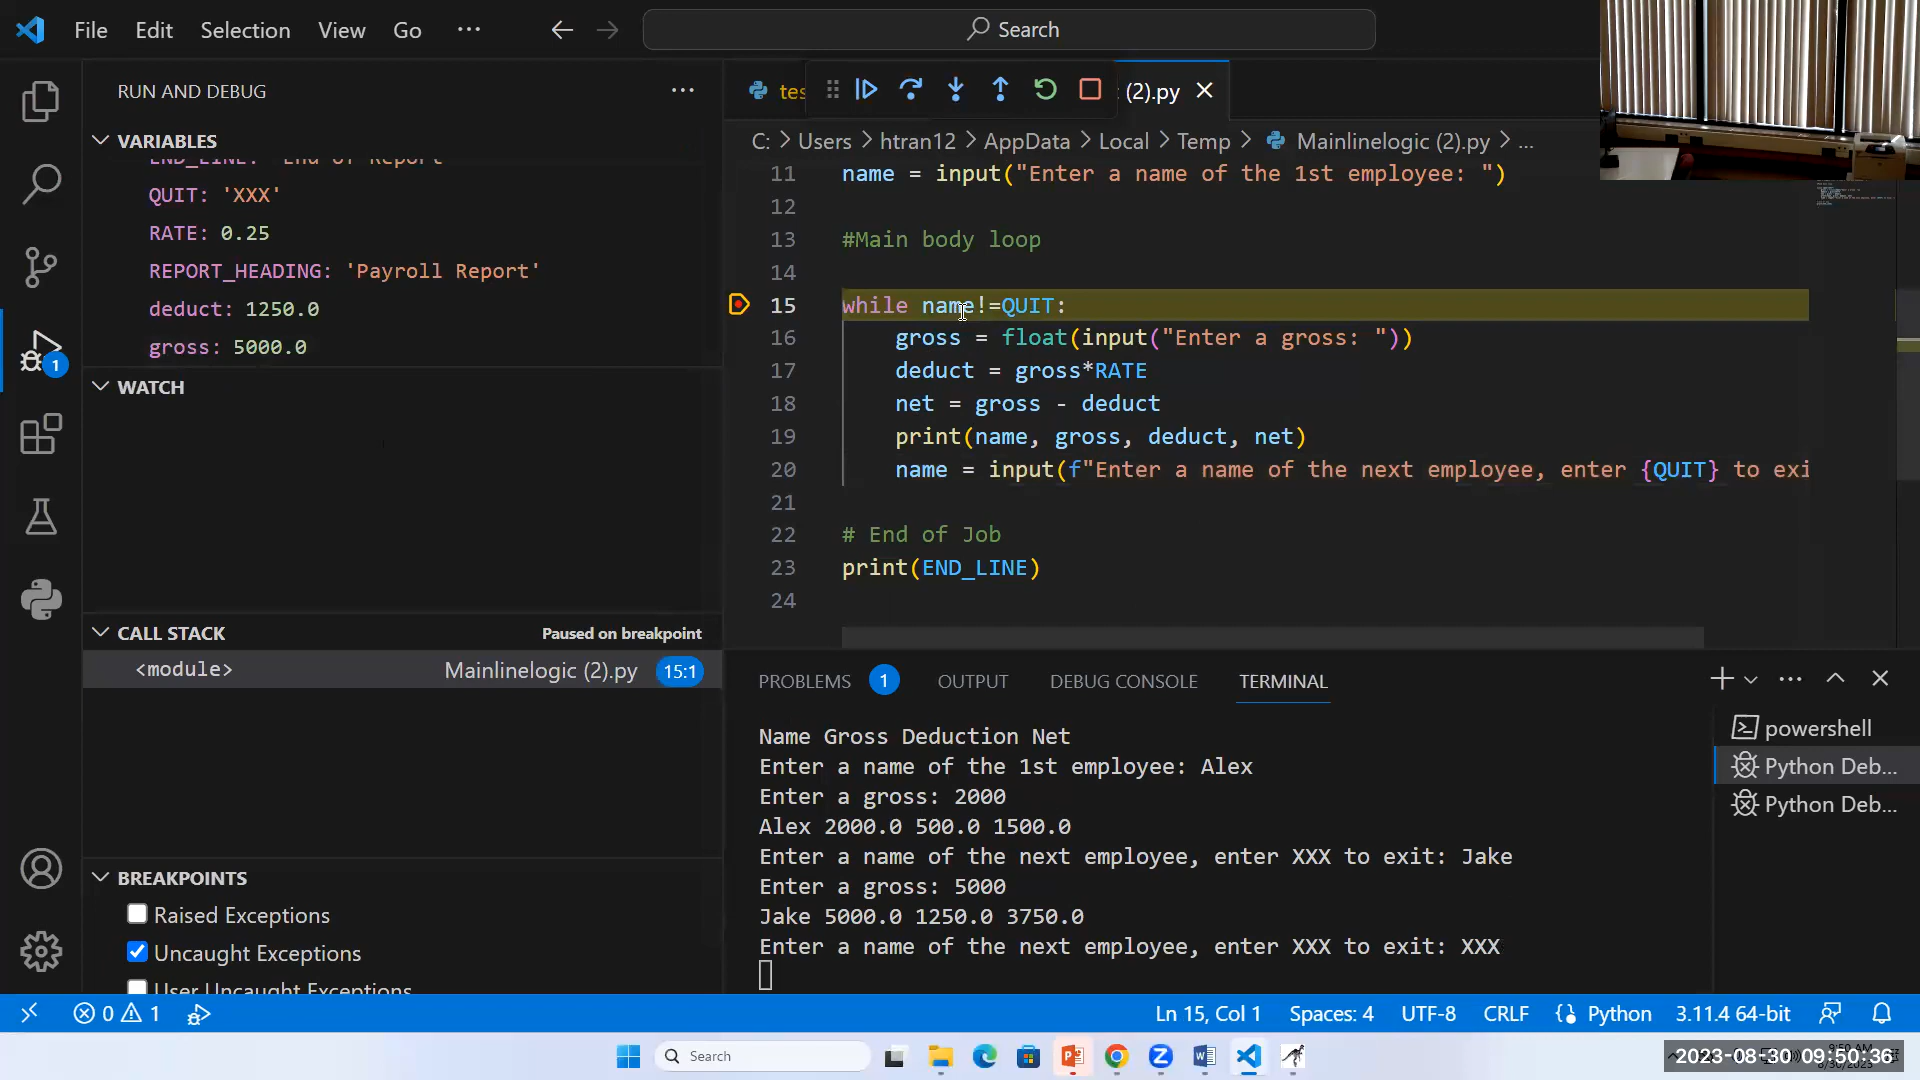 File Edit Selection View Go ··· Search
RUN AND DEBUG
VARIABLES
END_LINE: 'End of Report'
QUIT: 'XXX'
RATE: 0.25
REPORT_HEADING: 'Payroll Report'
deduct: 1250.0
gross: 5000.0
WATCH
CALL STACK Paused on breakpoint
<module> Mainlinelogic (2).py 15:1
BREAKPOINTS
Raised Exceptions
Uncaught Exceptions
User Uncaught Exceptions
tes (2).py
C: > Users > htran12 > AppData > Local > Temp > Mainlinelogic (2).py > ...
11 name = input("Enter a name of the 1st employee: ")
12
13 #Main body loop
14
15 while name!=QUIT:
16 gross = float(input("Enter a gross: "))
17 deduct = gross*RATE
18 net = gross - deduct
19 print(name, gross, deduct, net)
20 name = input(f"Enter a name of the next employee, enter {QUIT} to exi
21
22 # End of Job
23 print(END_LINE)
24
PROBLEMS 1 OUTPUT DEBUG CONSOLE TERMINAL
Name Gross Deduction Net
Enter a name of the 1st employee: Alex
Enter a gross: 2000
Alex 2000.0 500.0 1500.0
Enter a name of the next employee, enter XXX to exit: Jake
Enter a gross: 5000
Jake 5000.0 1250.0 3750.0
Enter a name of the next employee, enter XXX to exit: XXX
powershell
Python Deb...
Python Deb...
1
0 1 Ln 15, Col 1 Spaces: 4 UTF-8 CRLF Python 3.11.4 64-bit
Search
2023-08-30 09:50:36